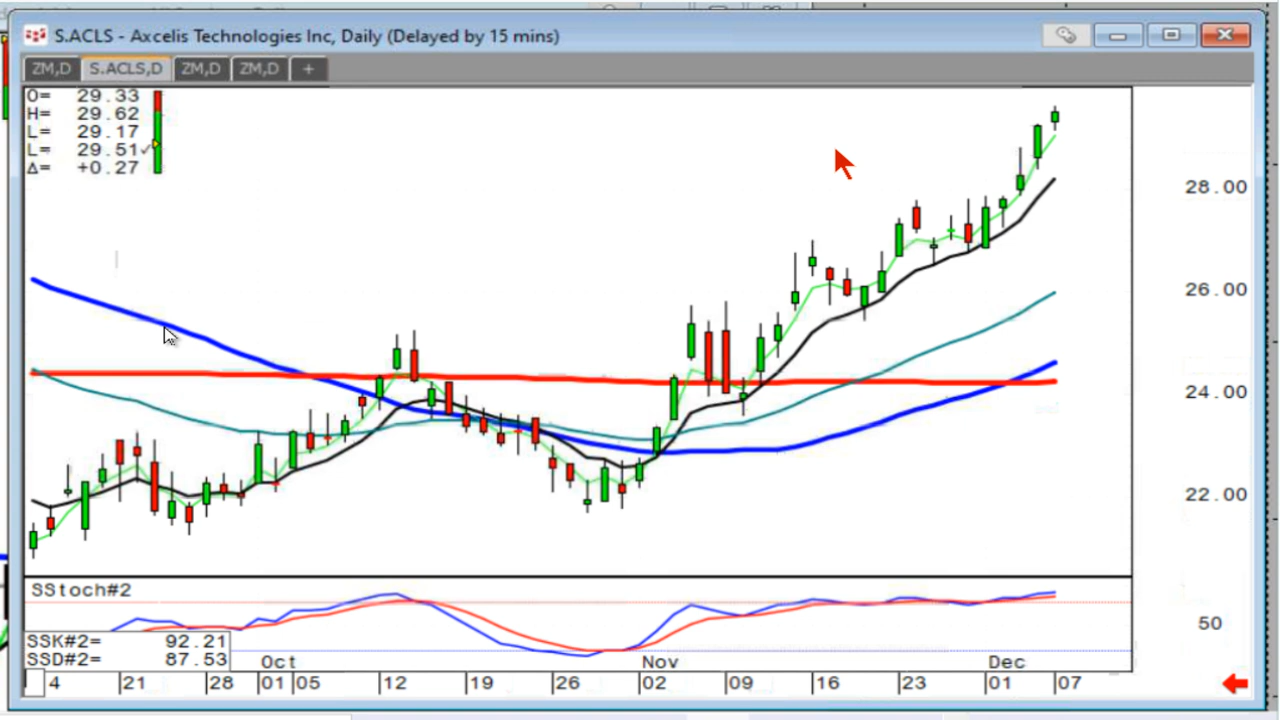 S.ACLS - Axcelis Technologies Inc, Daily (Delayed by 15 mins)
ZM,D S.ACLS,D ZM,D ZM,D +
O= 29.33
H= 29.62
L= 29.17
L= 29.51✓
Δ= +0.27
28.00
26.00
24.00
22.00
SStoch#2
50
SSK#2= 92.21
SSD#2= 87.53
Oct Nov Dec
4 21 28 01 05 12 19 26 02 09 16 23 01 07